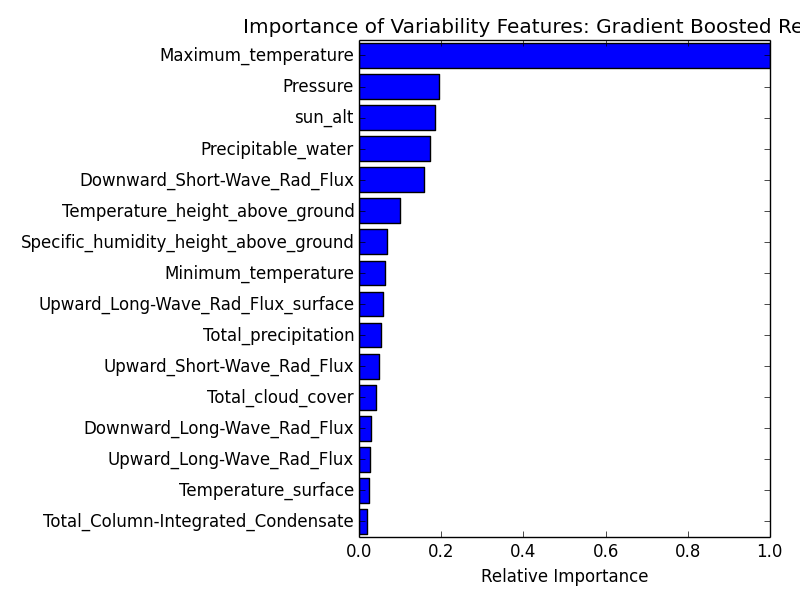 Importance of Variability Features: Gradient Boosted Re
Maximum_temperature
Pressure
sun_alt
Precipitable_water
Downward_Short-Wave_Rad_Flux
Temperature_height_above_ground
Specific_humidity_height_above_ground
Minimum_temperature
Upward_Long-Wave_Rad_Flux_surface
Total_precipitation
Upward_Short-Wave_Rad_Flux
Total_cloud_cover
Downward_Long-Wave_Rad_Flux
Upward_Long-Wave_Rad_Flux
Temperature_surface
Total_Column-Integrated_Condensate
0.0 0.2 0.4 0.6 0.8 1.0
Relative Importance